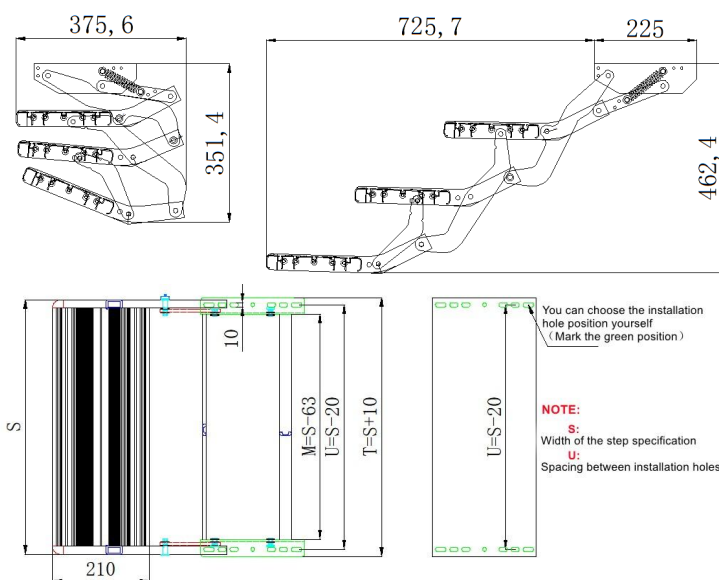 375,6
725,7
225
351,4
462,4
10
S
M=S-63
U=S-20
T=S+10
210
U=S-20
You can choose the installation
hole position yourself
（Mark the green position）
NOTE:
S:
Width of the step specification
U:
Spacing between installation holes